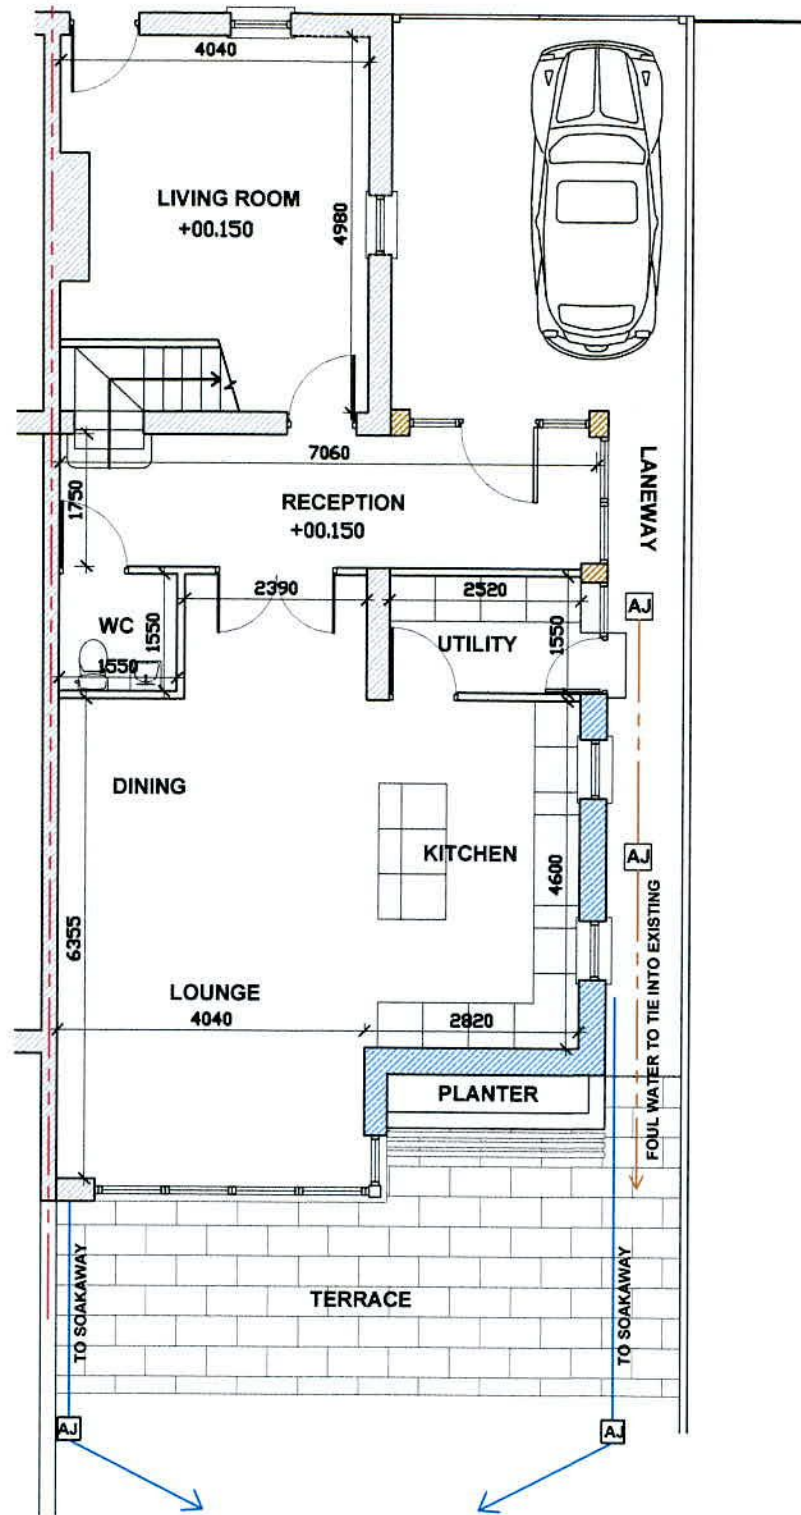 4040
LIVING ROOM
+00.150
4980
7060
LANEWAY
1750
RECEPTION
+00.150
2390
2520
AJ
WC
1550
UTILITY
1550
1550
DINING
KITCHEN
AJ
4600
6355
LOUNGE
4040
2820
FOUL WATER TO TIE INTO EXISTING
PLANTER
TERRACE
TO SOAKAWAY
TO SOAKAWAY
AJ
AJ